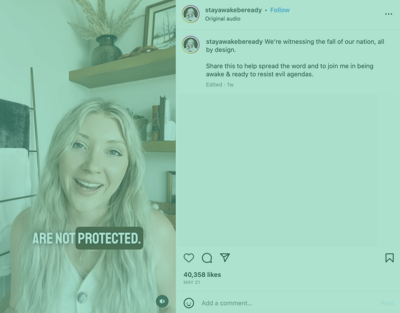 stayawakebeready • Follow
Original audio
stayawakebeready We're witnessing the fall of our nation, all
by design.
Share this to help spread the word and to join me in being
awake & ready to resist evil agendas.
Edited · 1w
ARE NOT PROTECTED.
40,358 likes
MAY 21
Add a comment...
Post